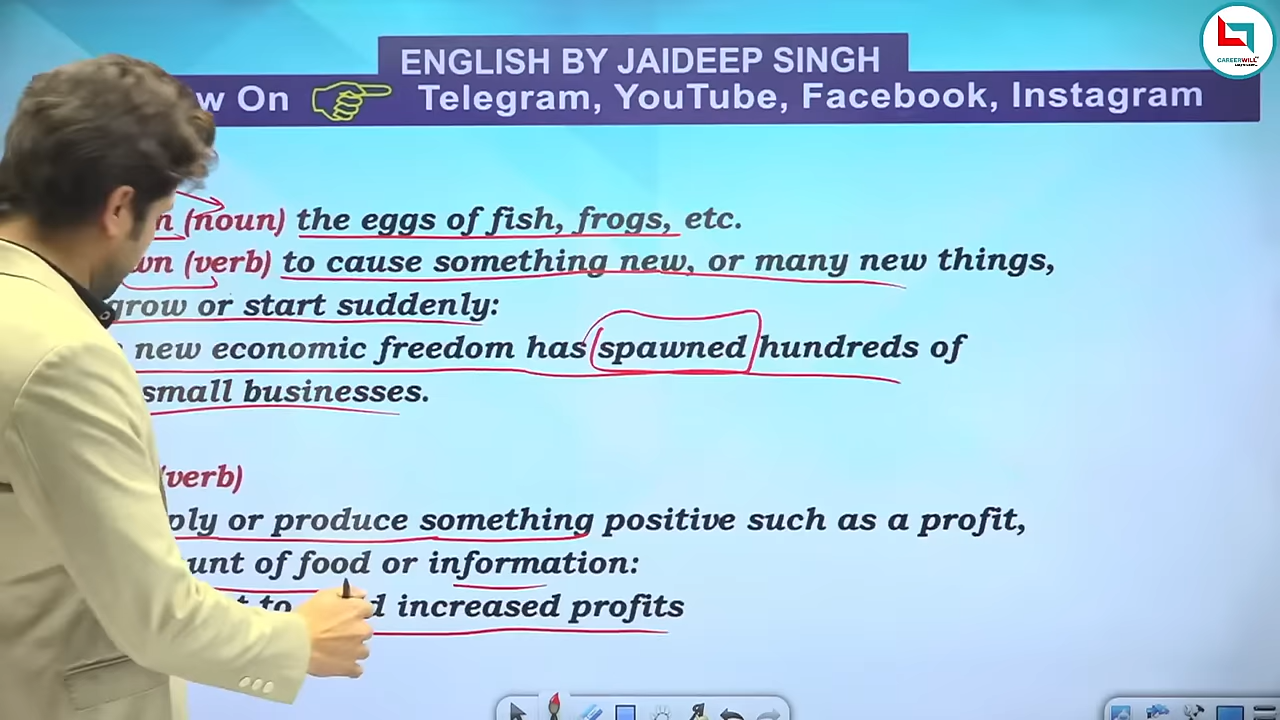 CAREERWILL
ENGLISH BY JAIDEEP SINGH
w On Telegram, YouTube, Facebook, Instagram
n (noun) the eggs of fish, frogs, etc.
wn (verb) to cause something new, or many new things,
grow or start suddenly:
new economic freedom has spawned hundreds of
small businesses.
(verb)
ply or produce something positive such as a profit,
unt of food or information:
to d increased profits